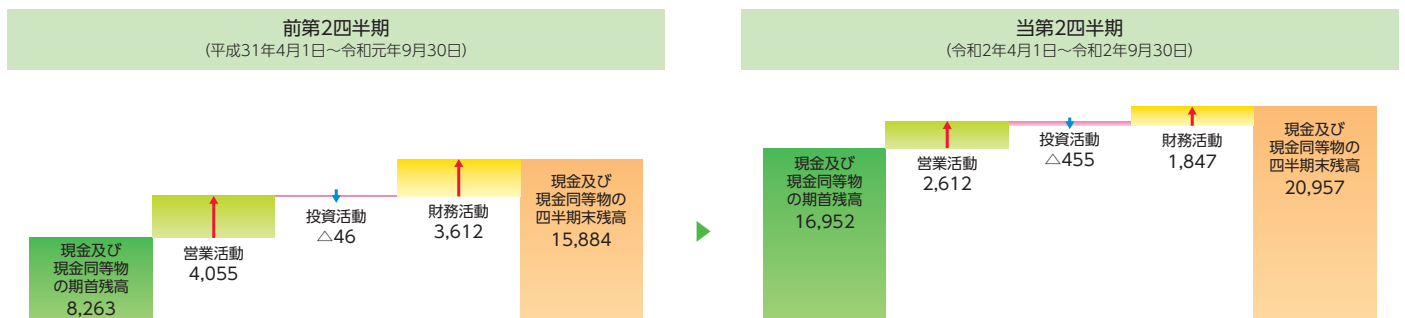 前第2四半期
（平成31年4月1日～令和元年9月30日）
現金及び
現金同等物
の期首残高
8,263
営業活動
4,055
投資活動
△46
財務活動
3,612
現金及び
現金同等物の
四半期末残高
15,884
当第2四半期
（令和2年4月1日～令和2年9月30日）
現金及び
現金同等物
の期首残高
16,952
営業活動
2,612
投資活動
△455
財務活動
1,847
現金及び
現金同等物の
四半期末残高
20,957